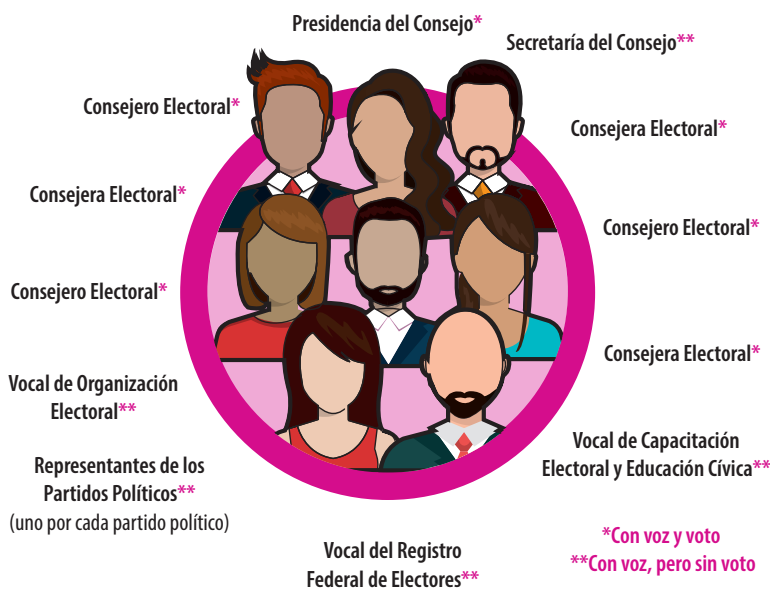 Presidencia del Consejo*
Secretaría del Consejo**
Consejero Electoral*
Consejera Electoral*
Consejera Electoral*
Consejero Electoral*
Consejero Electoral*
Consejera Electoral*
Vocal de Organización
Electoral**
Vocal de Capacitación
Electoral y Educación Cívica**
Representantes de los
Partidos Políticos**
(uno por cada partido político)
Vocal del Registro
Federal de Electores**
*Con voz y voto
**Con voz, pero sin voto